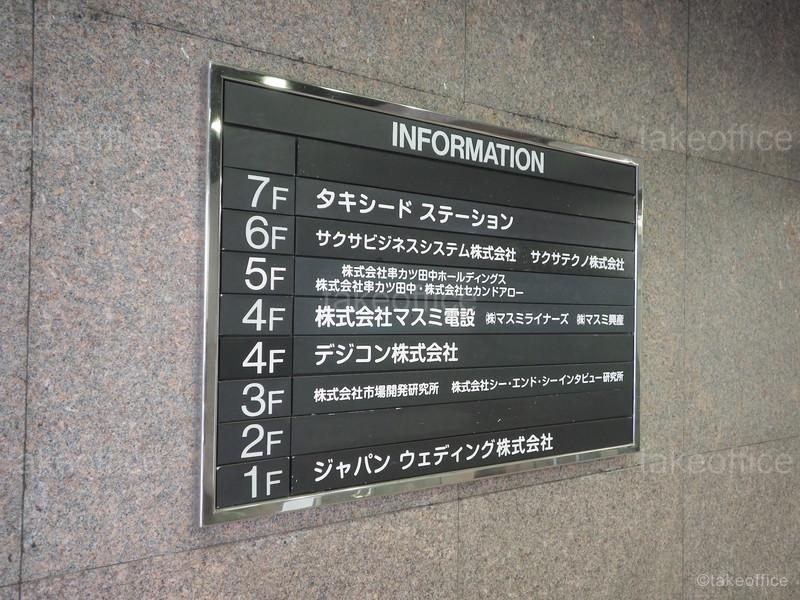 INFORMATION
7F タキシード ステーション
6F サクサビジネスシステム株式会社 サクサテクノ株式会社
5F 株式会社串カツ田中ホールディングス
株式会社串カツ田中・株式会社セカンドアロー
4F 株式会社マスミ電設 ㈱マスミライナーズ ㈱マスミ興産
4F デジコン株式会社
3F 株式会社市場開発研究所 株式会社シー・エンド・シーインタビュー研究所
2F
1F ジャパン ウェディング株式会社
takeoffice
takeoffice
takeoffice
takeoffice
takeoffice
©takeoffice